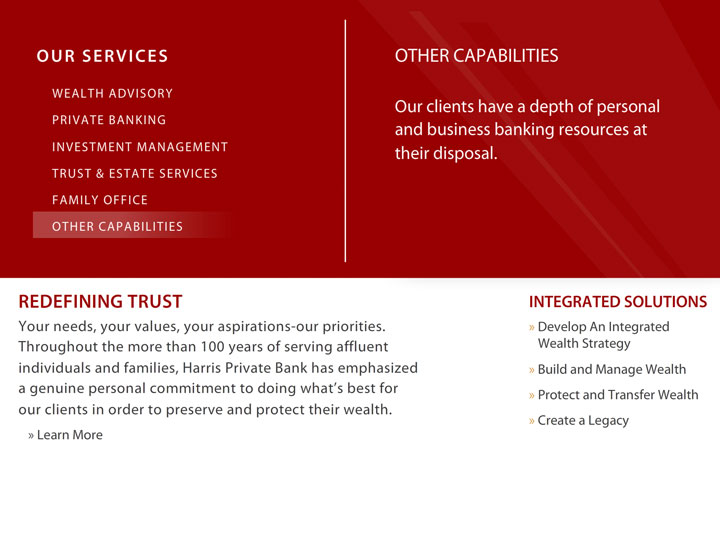 OUR SERVICES
WEALTH ADVISORY
PRIVATE BANKING
INVESTMENT MANAGEMENT
TRUST & ESTATE SERVICES
FAMILY OFFICE
OTHER CAPABILITIES
OTHER CAPABILITIES
Our clients have a depth of personal
and business banking resources at
their disposal.
REDEFINING TRUST
Your needs, your values, your aspirations-our priorities.
Throughout the more than 100 years of serving affluent
individuals and families, Harris Private Bank has emphasized
a genuine personal commitment to doing what’s best for
our clients in order to preserve and protect their wealth.
» Learn More
INTEGRATED SOLUTIONS
» Develop An Integrated
Wealth Strategy
» Build and Manage Wealth
» Protect and Transfer Wealth
» Create a Legacy